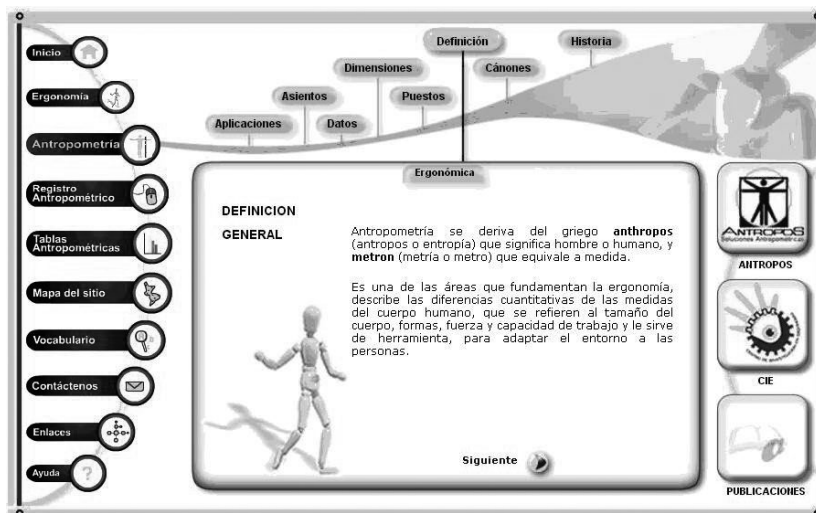 Inicio
Ergonomía
Antropometría
Registro
Antropométrico
Tablas
Antropométricas
Mapa del sitio
Vocabulario
Contáctenos
Enlaces
Ayuda
Definición
Historia
Dimensiones
Cánones
Asientos
Puestos
Aplicaciones
Datos
Ergonómica
DEFINICION
GENERAL
Antropometría se deriva del griego anthropos
(antropos o entropía) que significa hombre o humano, y
metron (metría o metro) que equivale a medida.
Es una de las áreas que fundamentan la ergonomía,
describe las diferencias cuantitativas de las medidas
del cuerpo humano, que se refieren al tamaño del
cuerpo, formas, fuerza y capacidad de trabajo y le sirve
de herramienta, para adaptar el entorno a las
personas.
Siguiente
?
ANTROPOS
Soluciones Antropométricas
ANTROPOS
CIE
PUBLICACIONES